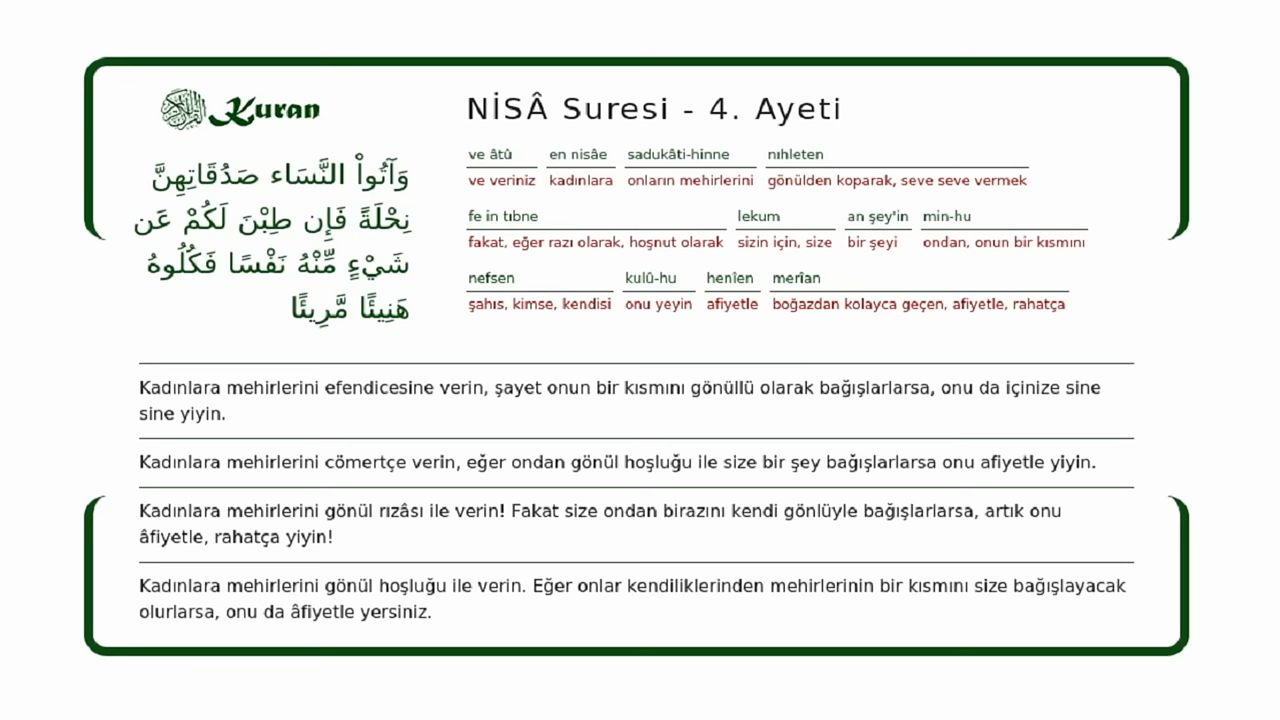 Kuran
NİSÂ Suresi - 4. Ayeti
وَآتُواْ النَّسَاء صَدُقَاتِهِنَّ
نِحْلَةً فَإِن طِبْنَ لَكُمْ عَن
شَيْءٍ مِّنْهُ نَفْسًا فَكُلُوهُ
هَنِيئًا مَّرِيئًا
ve âtû en nisâe sadukâti-hinne nıhleten
ve veriniz kadınlara onların mehirlerini gönülden koparak, seve seve vermek
fe in tıbne lekum an şey'in min-hu
fakat, eğer razı olarak, hoşnut olarak sizin için, size bir şeyi ondan, onun bir kısmını
nefsen kulû-hu henîen merîan
şahıs, kimse, kendisi onu yeyin afiyetle boğazdan kolayca geçen, afiyetle, rahatça
Kadınlara mehirlerini efendicesine verin, şayet onun bir kısmını gönüllü olarak bağışlarlarsa, onu da içinize sine
sine yiyin.
Kadınlara mehirlerini cömertçe verin, eğer ondan gönül hoşluğu ile size bir şey bağışlarlarsa onu afiyetle yiyin.
Kadınlara mehirlerini gönül rızâsı ile verin! Fakat size ondan birazını kendi gönlüyle bağışlarlarsa, artık onu
âfiyetle, rahatça yiyin!
Kadınlara mehirlerini gönül hoşluğu ile verin. Eğer onlar kendiliklerinden mehirlerinin bir kısmını size bağışlayacak
olurlarsa, onu da âfiyetle yersiniz.